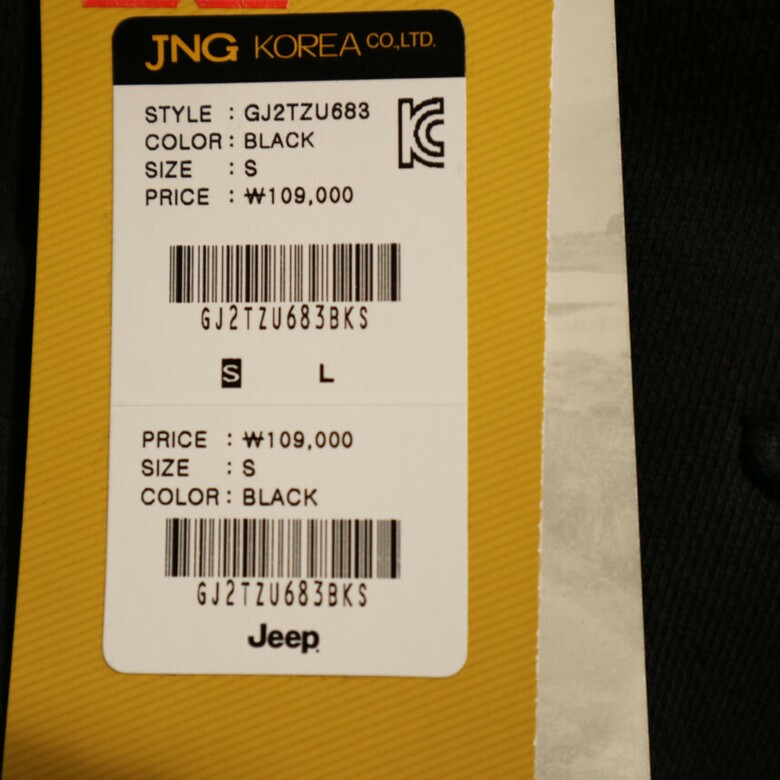 JNG KOREA CO.,LTD.
STYLE : GJ2TZU683
COLOR : BLACK
SIZE : S
PRICE : ₩109,000
GJ2TZU683BKS
S L
PRICE : ₩109,000
SIZE : S
COLOR : BLACK
GJ2TZU683BKS
Jeep